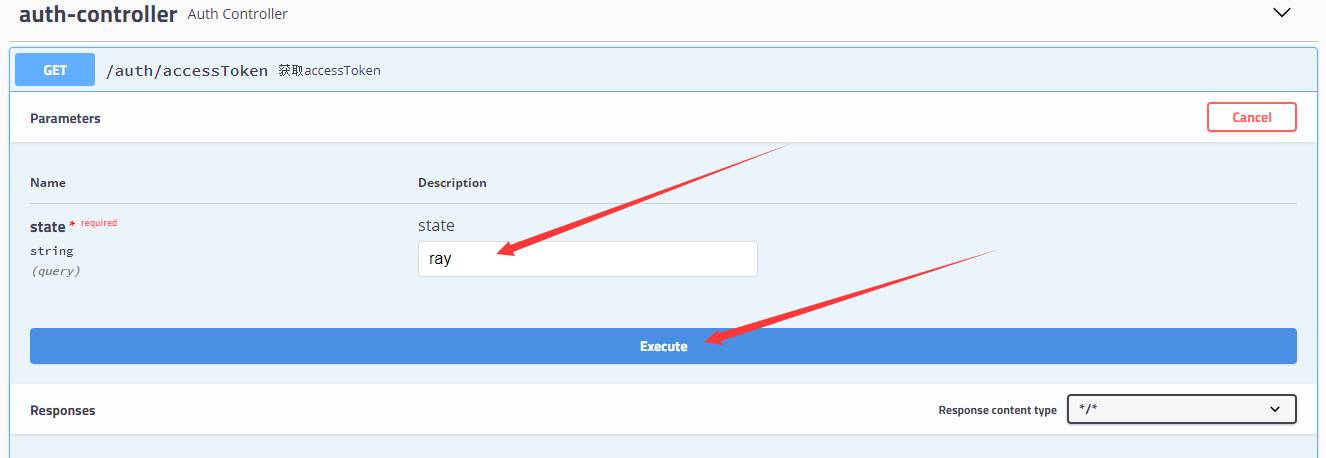 auth-controller Auth Controller
GET /auth/accessToken 获取accessToken
Parameters Cancel
Name Description
state * required state
string ray
(query)
Execute
Responses Response content type */*